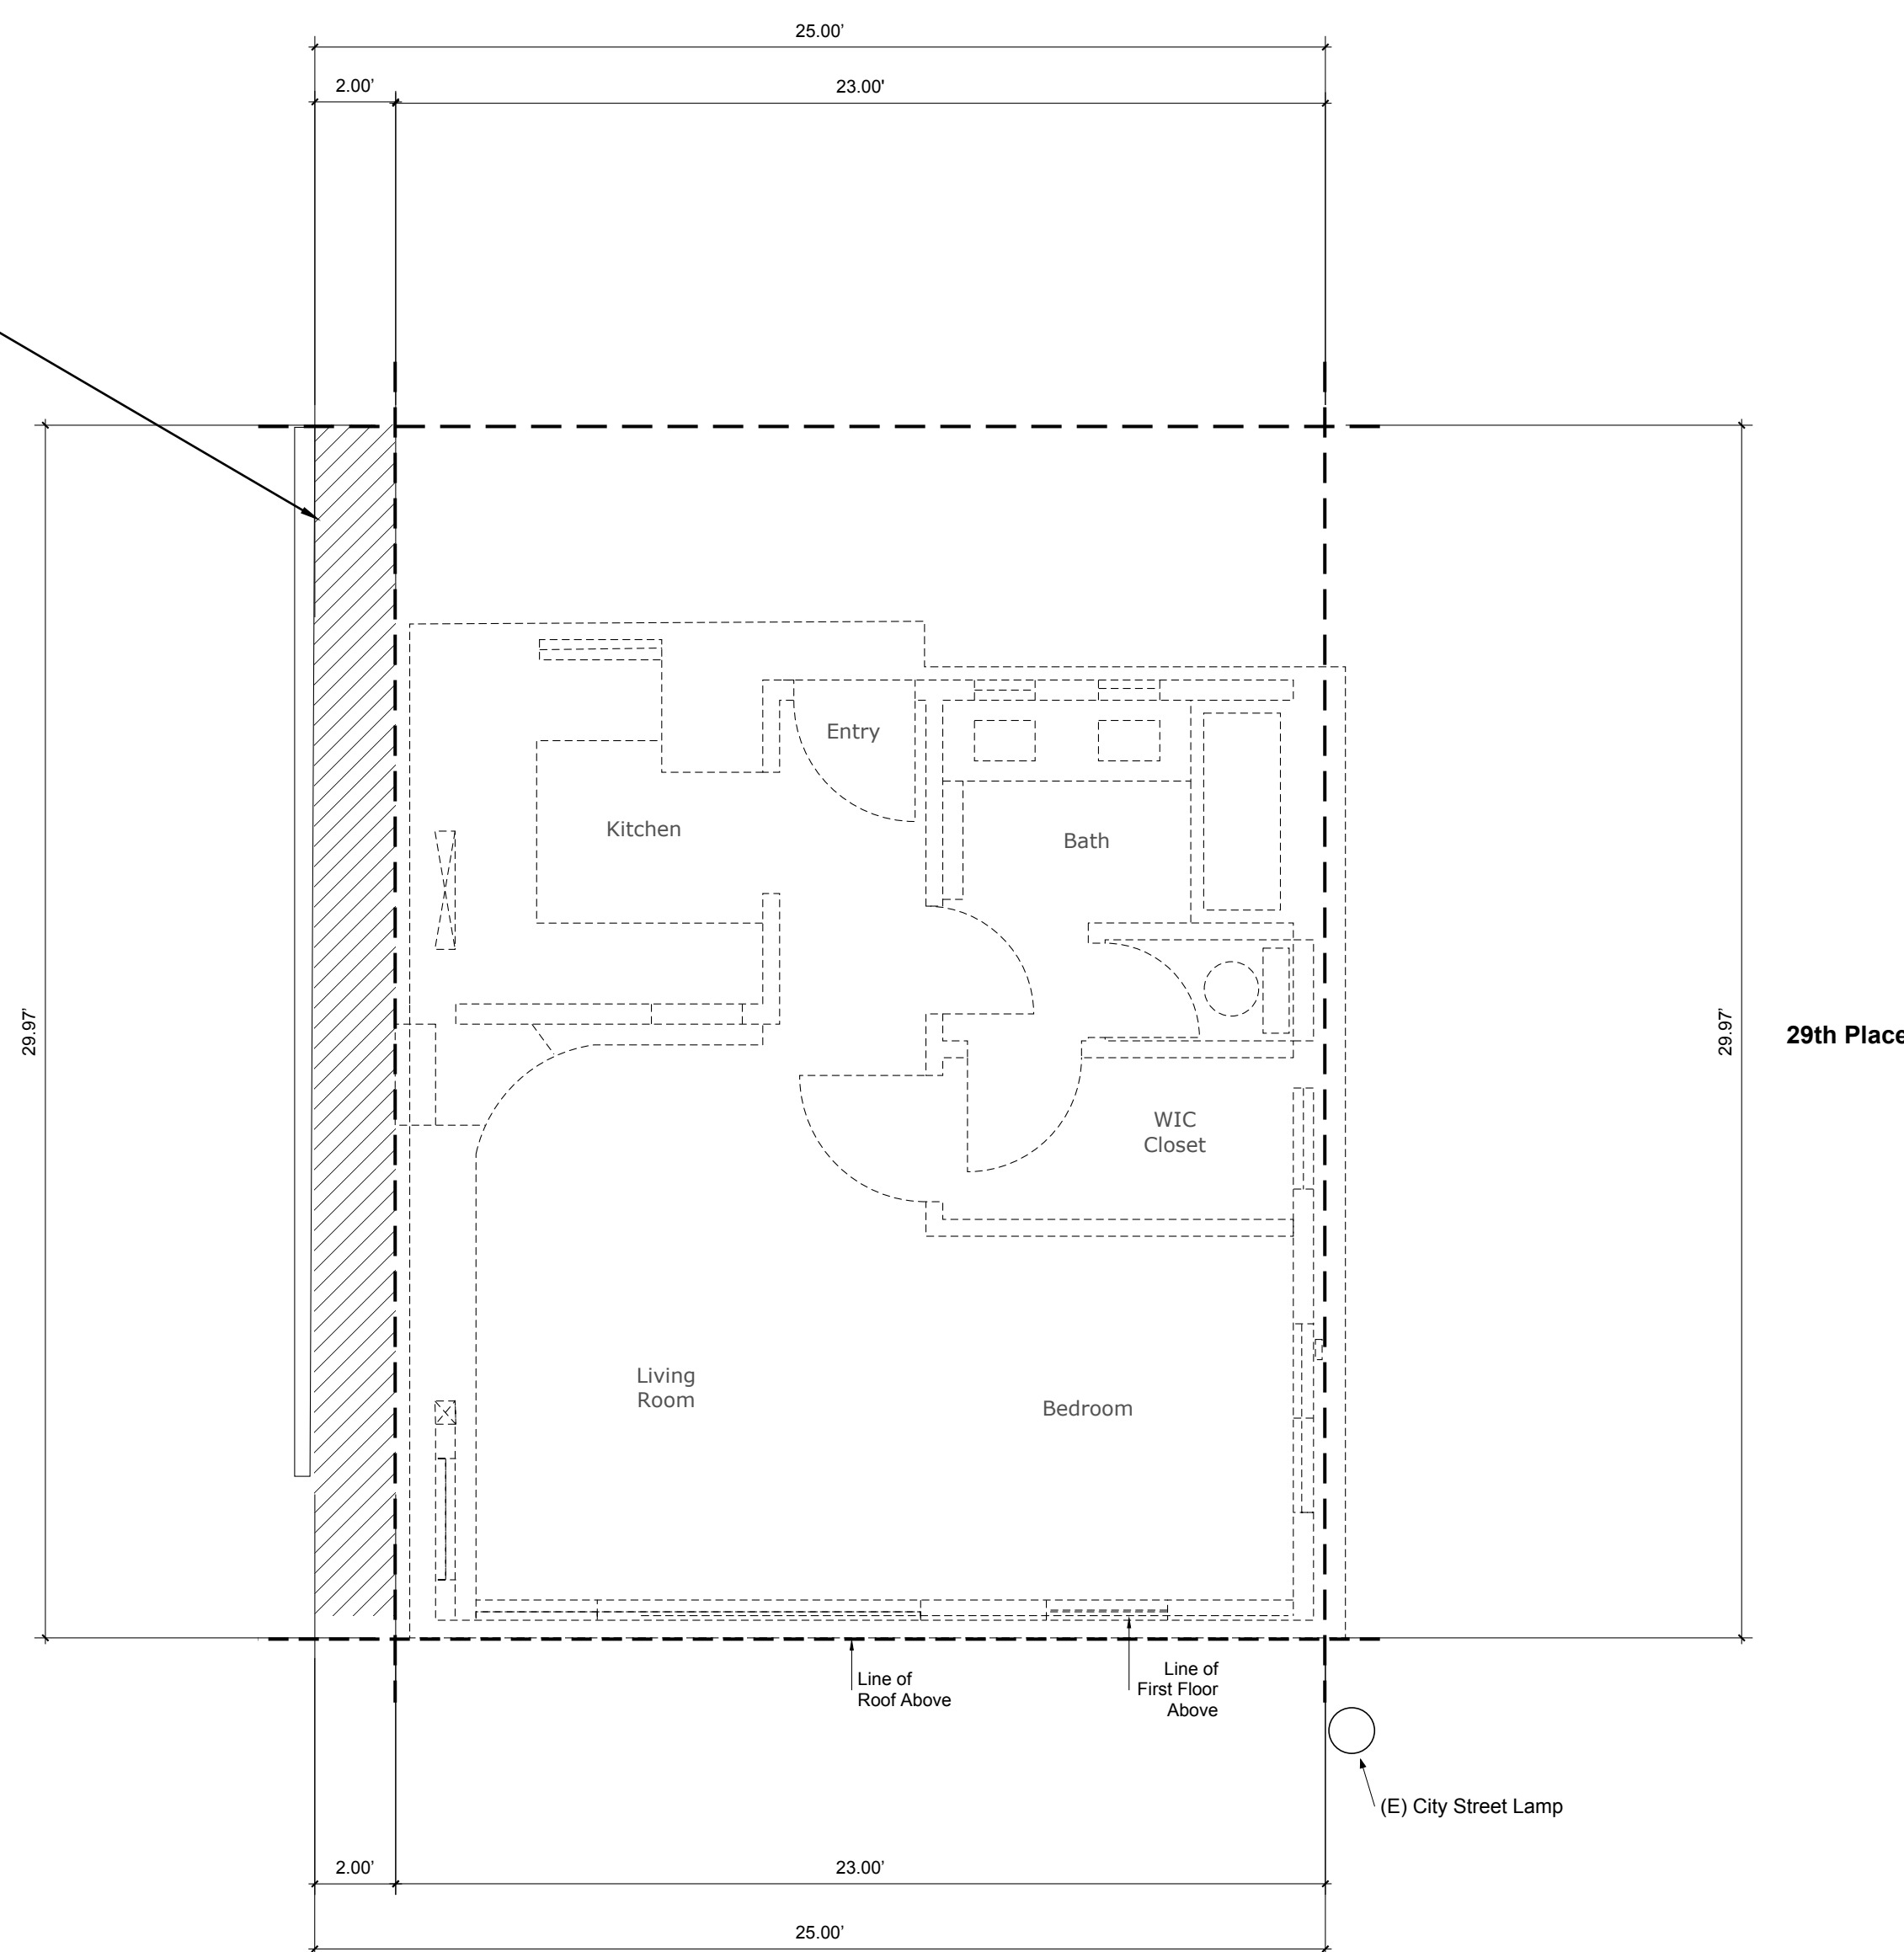 25.00’
2.00’
23.00'
Entry
Kitchen
Bath
29.97’
29.97’
29th Place
WIC
Closet
Living
Room
Bedroom
Line of
Roof Above
Line of
First Floor
Above
(E) City Street Lamp
2.00’
23.00’
25.00’